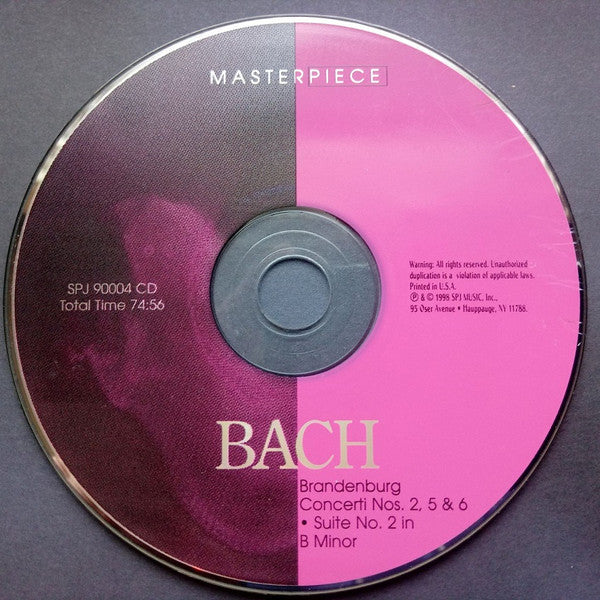 MASTERPIECE
SPJ 90004 CD
Total Time 74:56
Warning: All rights reserved. Unauthorized
duplication is a violation of applicable laws.
Printed in U.S.A.
℗ & © 1998 SPJ MUSIC, Inc.,
95 Oser Avenue • Hauppauge, NY 11788.
BACH
Brandenburg
Concerti Nos. 2, 5 & 6
• Suite No. 2 in
B Minor